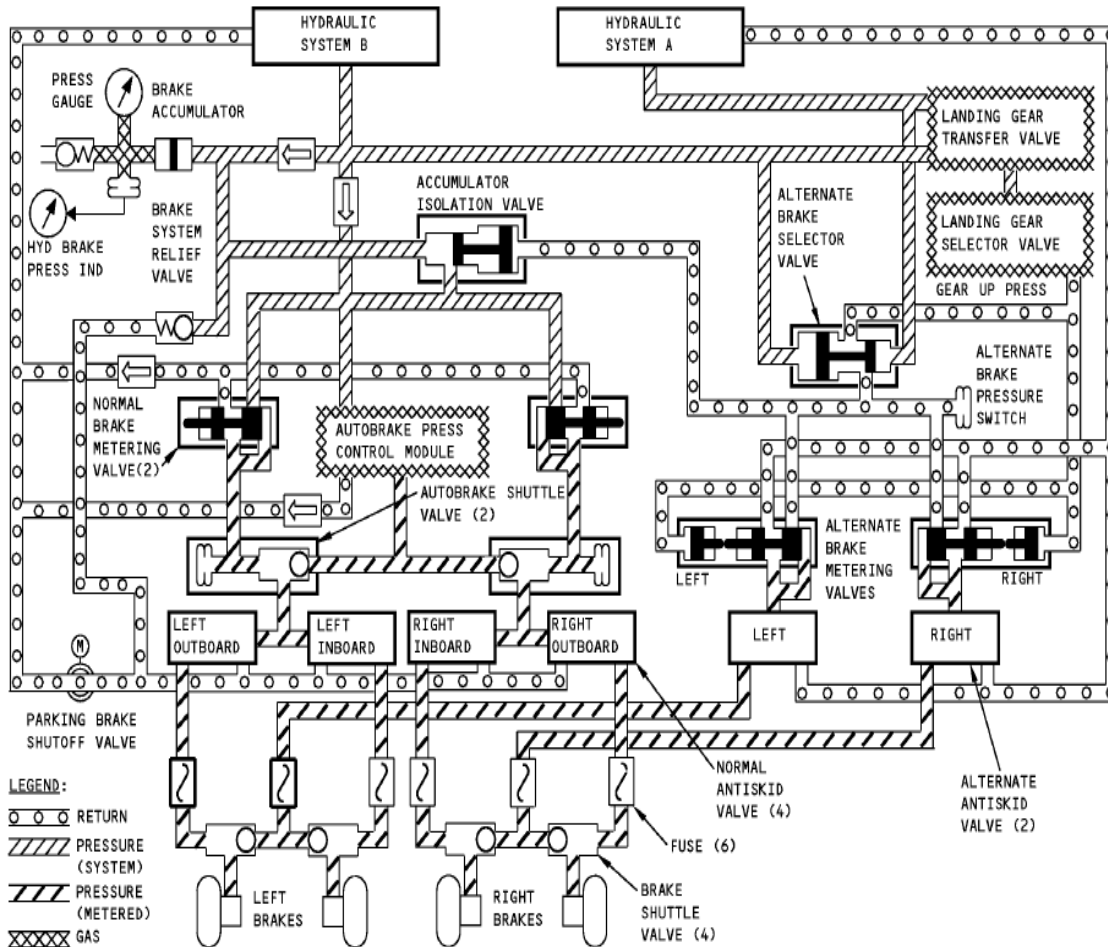 HYDRAULIC
SYSTEM B
HYDRAULIC
SYSTEM A
PRESS
GAUGE
BRAKE
ACCUMULATOR
LANDING GEAR
TRANSFER VALVE
ACCUMULATOR
ISOLATION VALVE
ALTERNATE
BRAKE
SELECTOR
VALVE
LANDING GEAR
SELECTOR VALVE
HYD BRAKE
PRESS IND
BRAKE
SYSTEM
RELIEF
VALVE
GEAR UP PRESS
ALTERNATE
BRAKE
PRESSURE
SWITCH
NORMAL
BRAKE
METERING
VALVE(2)
AUTOBRAKE PRESS
CONTROL MODULE
AUTOBRAKE SHUTTLE
VALVE (2)
LEFT
ALTERNATE
BRAKE
METERING
VALVES
RIGHT
LEFT
OUTBOARD
LEFT
INBOARD
RIGHT
INBOARD
RIGHT
OUTBOARD
LEFT
RIGHT
M
PARKING BRAKE
SHUTOFF VALVE
NORMAL
ANTISKID
VALVE (4)
ALTERNATE
ANTISKID
VALVE (2)
FUSE (6)
LEGEND:
RETURN
PRESSURE
(SYSTEM)
PRESSURE
(METERED)
GAS
LEFT
BRAKES
RIGHT
BRAKES
BRAKE
SHUTTLE
VALVE (4)